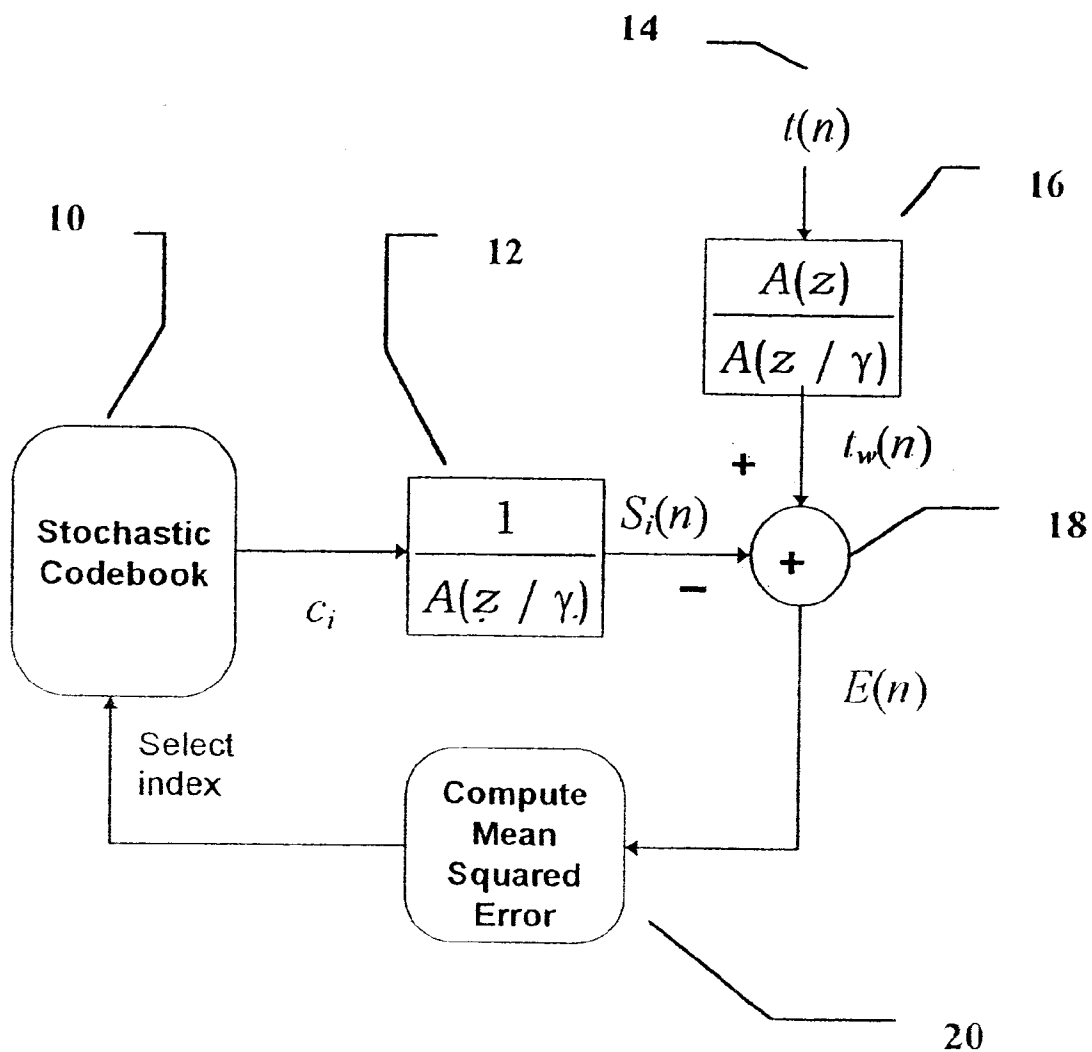 14
t(n)
16
10
12
A(z)
A(z / γ)
+
t_w(n)
Stochastic
Codebook
c_i
1
A(z / γ)
S_i(n)
−
+
18
E(n)
Select
index
Compute
Mean
Squared
Error
20